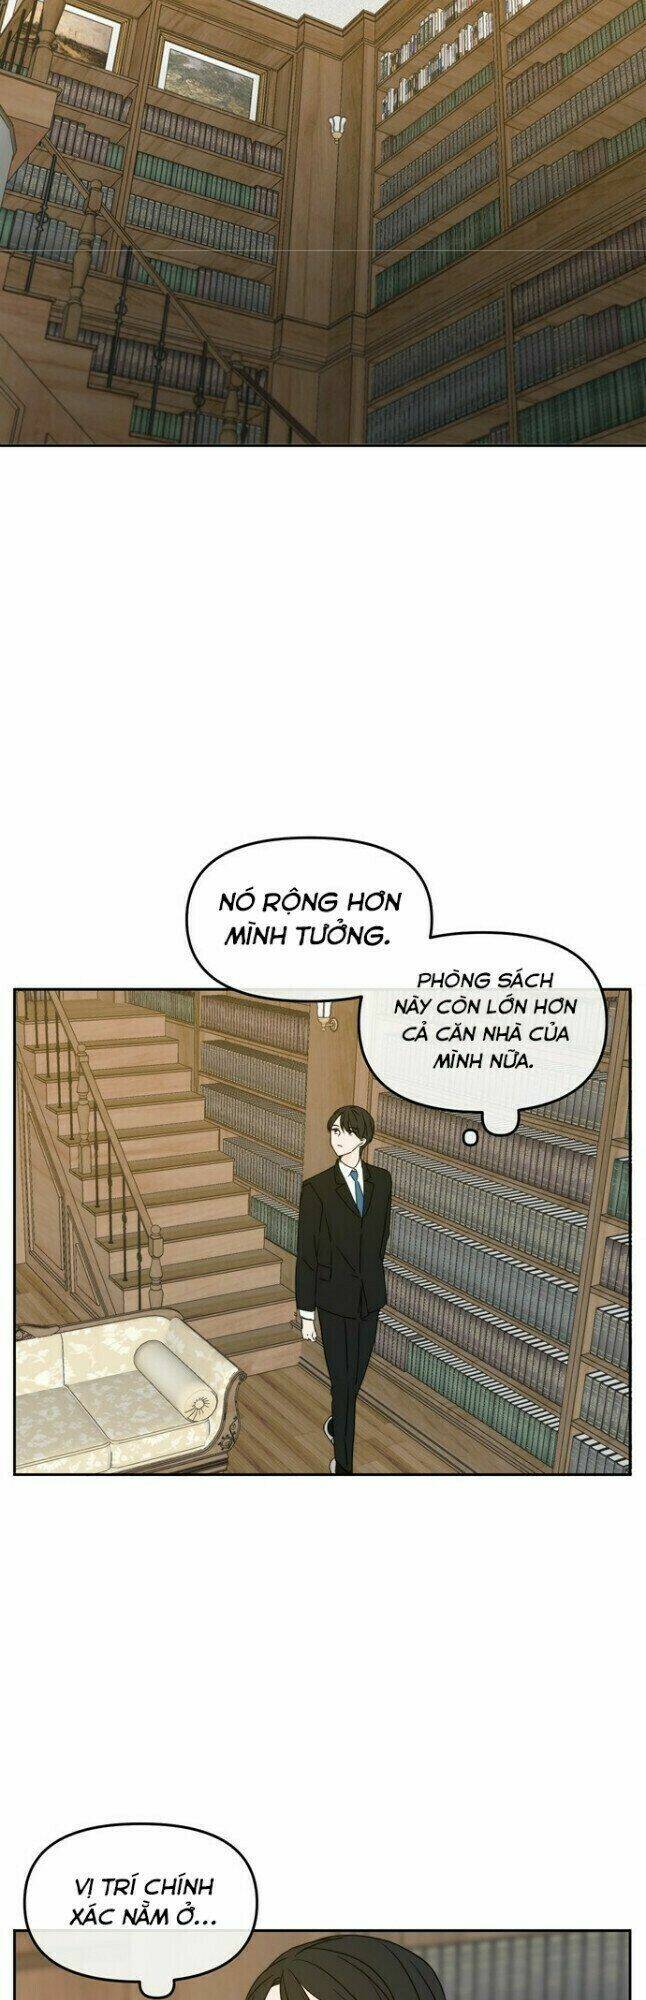 NÓ RỘNG HƠN
MÌNH TƯỞNG.
PHÒNG SÁCH
NÀY CÒN LỚN HƠN
CẢ CĂN NHÀ CỦA
MÌNH NỮA.
VỊ TRÍ CHÍNH
XÁC NẰM Ở...